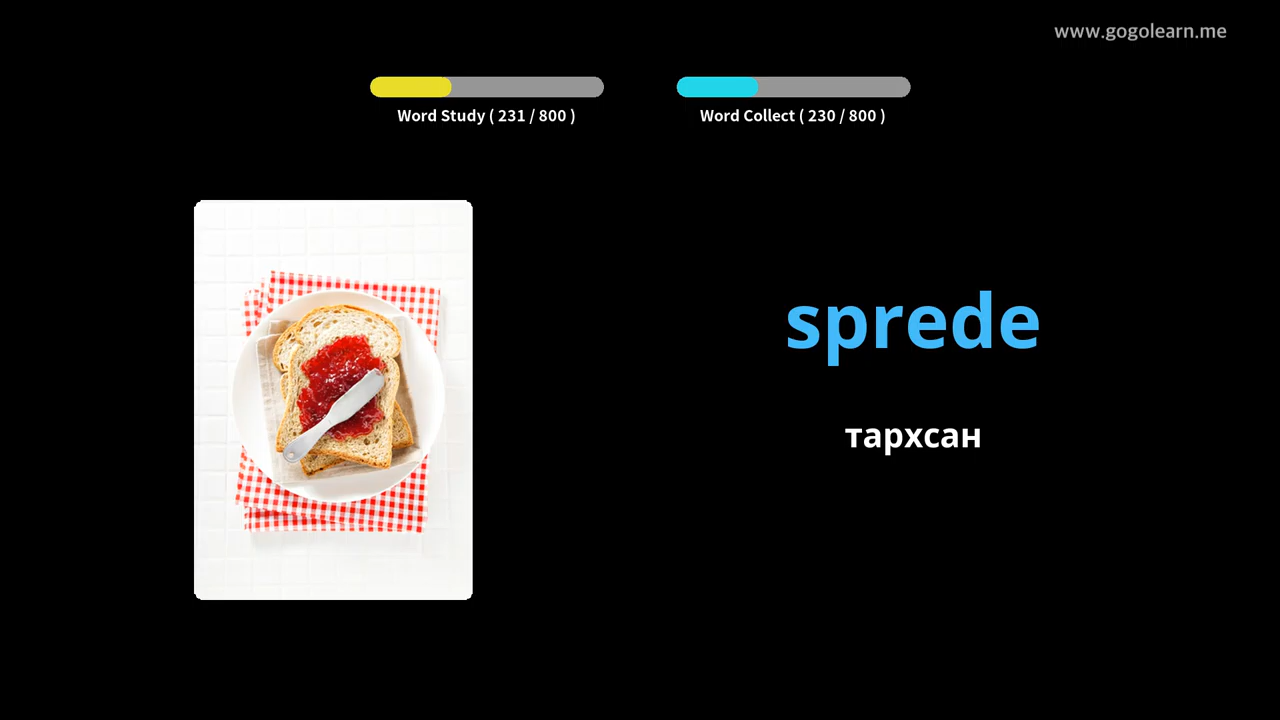 www.gogolearn.me
Word Study ( 231 / 800 )
Word Collect ( 230 / 800 )
sprede
тархсан